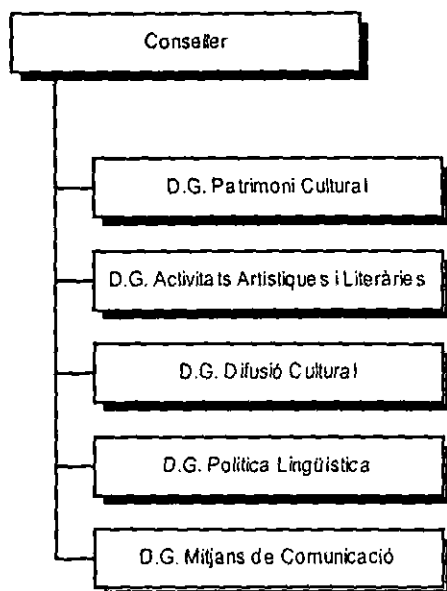 Conseller
D.G. Patrimoni Cultural
D.G. Activitats Artístiques i Literàries
D.G. Difusió Cultural
D.G. Política Lingüística
D.G. Mitjans de Comunicació